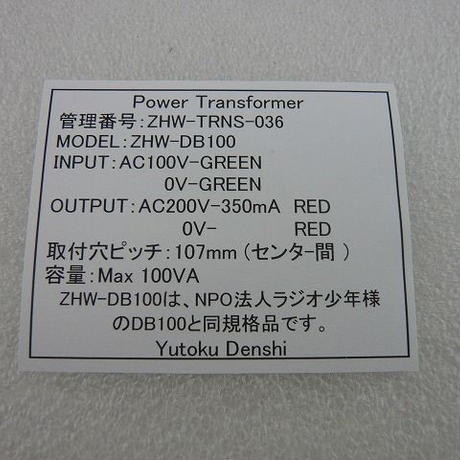 Power Transformer
管理番号:ZHW-TRNS-036
MODEL:ZHW-DB100
INPUT:AC100V-GREEN
0V-GREEN
OUTPUT:AC200V-350mA RED
0V- RED
取付穴ピッチ:107mm (センタ-間 )
容量:Max 100VA
ZHW-DB100は、NPO法人ラジオ少年様
のDB100と同規格品です。
Yutoku Denshi